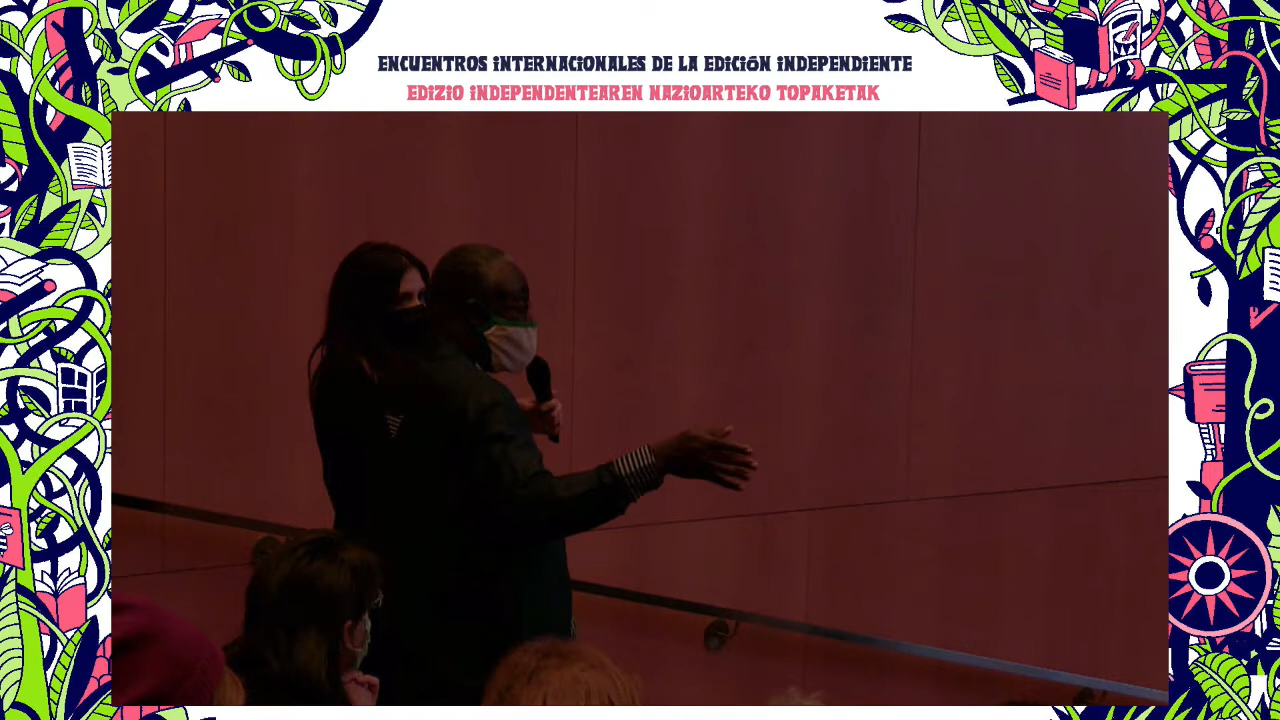 ENCUENTROS INTERNACIONALES DE LA EDICIÓN INDEPENDIENTE
EDIZIO INDEPENDENTEAREN NAZIOARTEKO TOPAKETAK